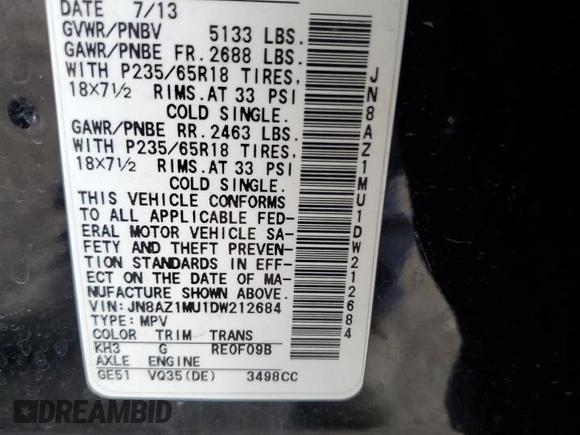 DATE 7/13
GVWR/PNBV 5133 LBS.
GAWR/PNBE FR. 2688 LBS.
WITH P235/65R18 TIRES,
18X7½ RIMS. AT 33 PSI
COLD SINGLE.
GAWR/PNBE RR. 2463 LBS.
WITH P235/65R18 TIRES,
18X7½ RIMS. AT 33 PSI
COLD SINGLE.
THIS VEHICLE CONFORMS
TO ALL APPLICABLE FED-
ERAL MOTOR VEHICLE SA-
FETY AND THEFT PREVEN-
TION STANDARDS IN EFF-
ECT ON THE DATE OF MA-
NUFACTURE SHOWN ABOVE.
VIN: JN8AZ1MU1DW212684
TYPE: MPV
COLOR TRIM TRANS
KH3 G RE0F09B
AXLE ENGINE
GE51 VQ35(DE) 3498CC
JN8AZ1MU1DW212684
DREAMBID